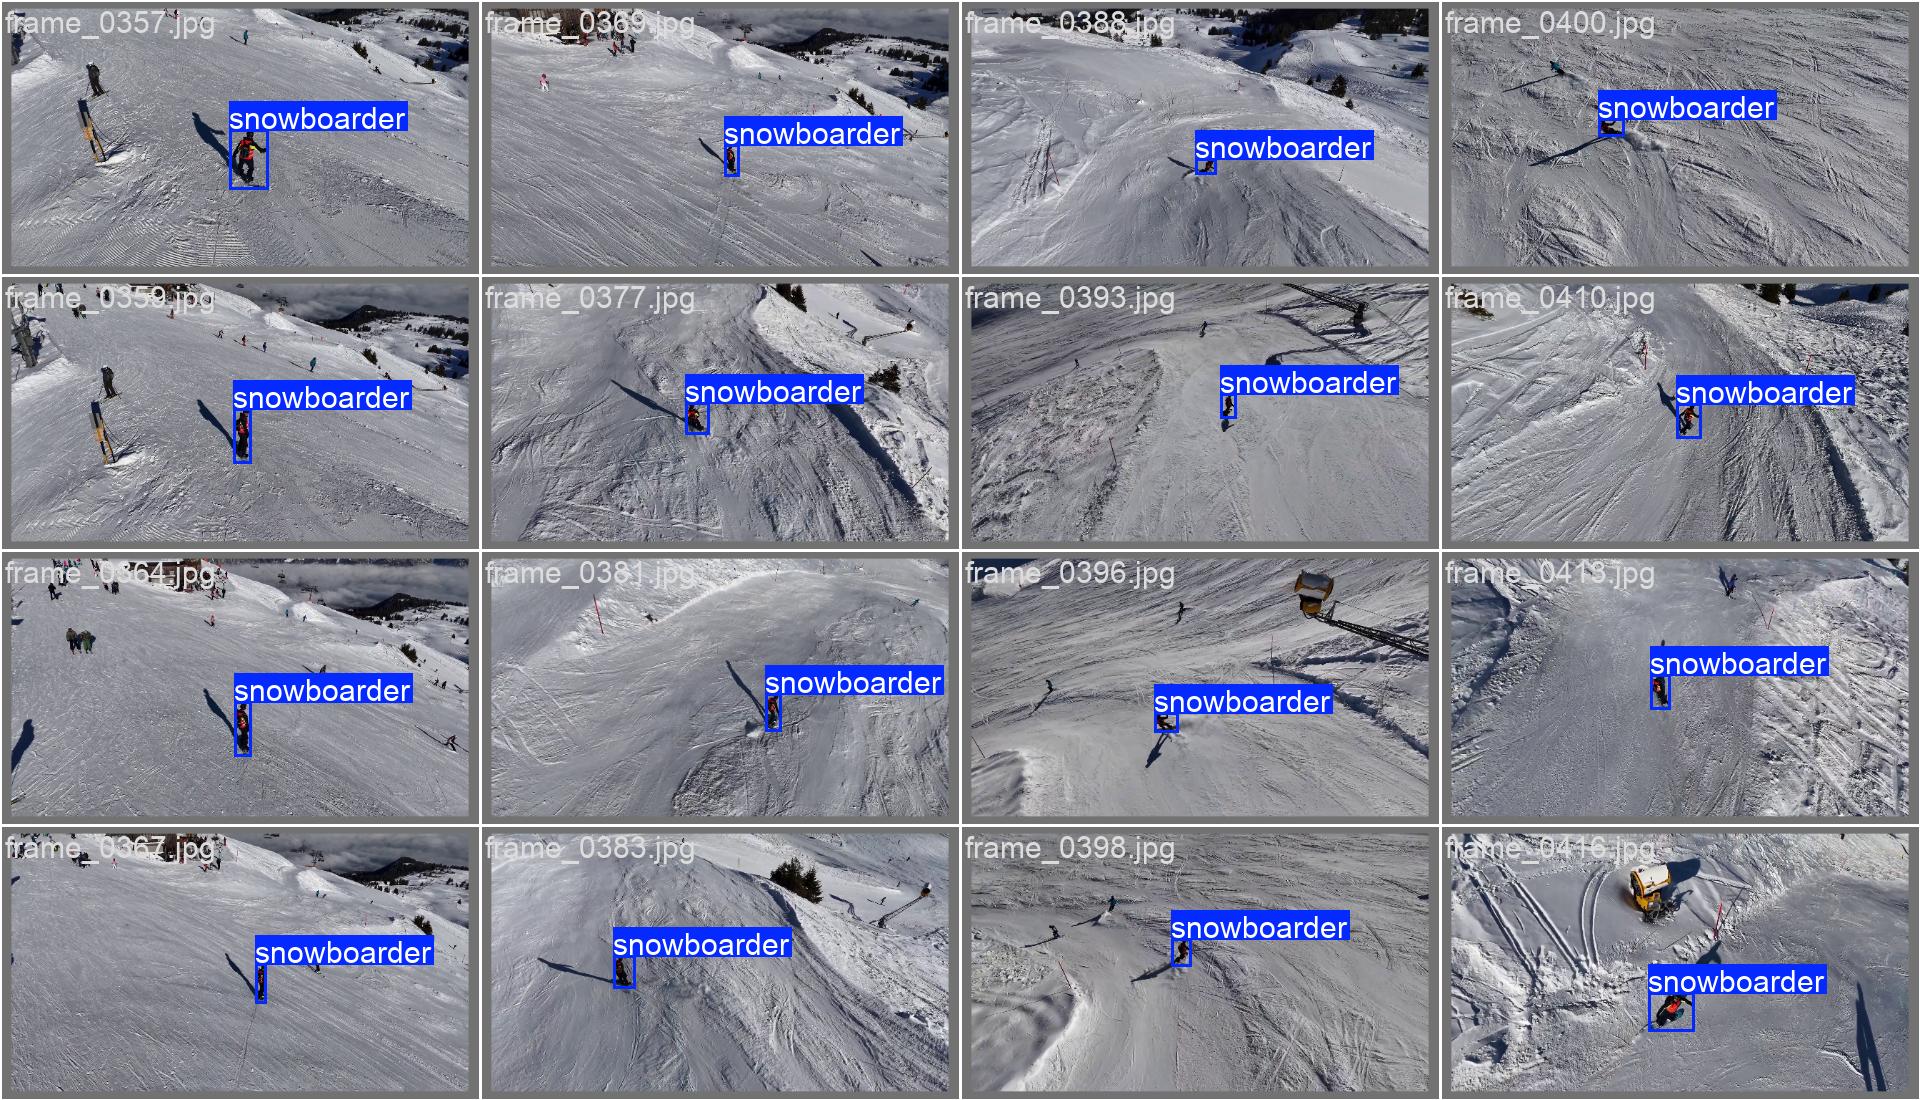 frame_0357.jpg
snowboarder
frame_0369.jpg
snowboarder
frame_0388.jpg
snowboarder
frame_0400.jpg
snowboarder
frame_0359.jpg
snowboarder
frame_0377.jpg
snowboarder
frame_0393.jpg
snowboarder
frame_0410.jpg
snowboarder
frame_0364.jpg
snowboarder
frame_0381.jpg
snowboarder
frame_0396.jpg
snowboarder
frame_0413.jpg
snowboarder
frame_0367.jpg
snowboarder
frame_0383.jpg
snowboarder
frame_0398.jpg
snowboarder
frame_0416.jpg
snowboarder